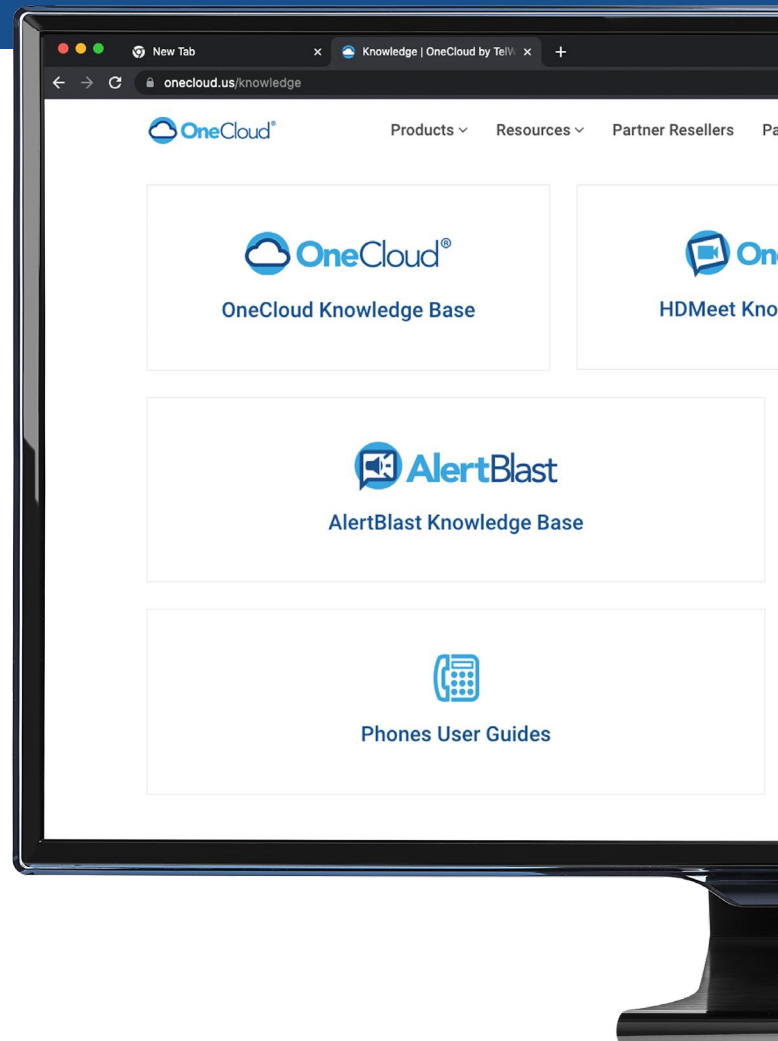 New Tab
Knowledge | OneCloud by TelW
onecloud.us/knowledge
OneCloud®
Products
Resources
Partner Resellers
OneCloud®
OneCloud Knowledge Base
HDMeet
AlertBlast
AlertBlast Knowledge Base
Phones User Guides